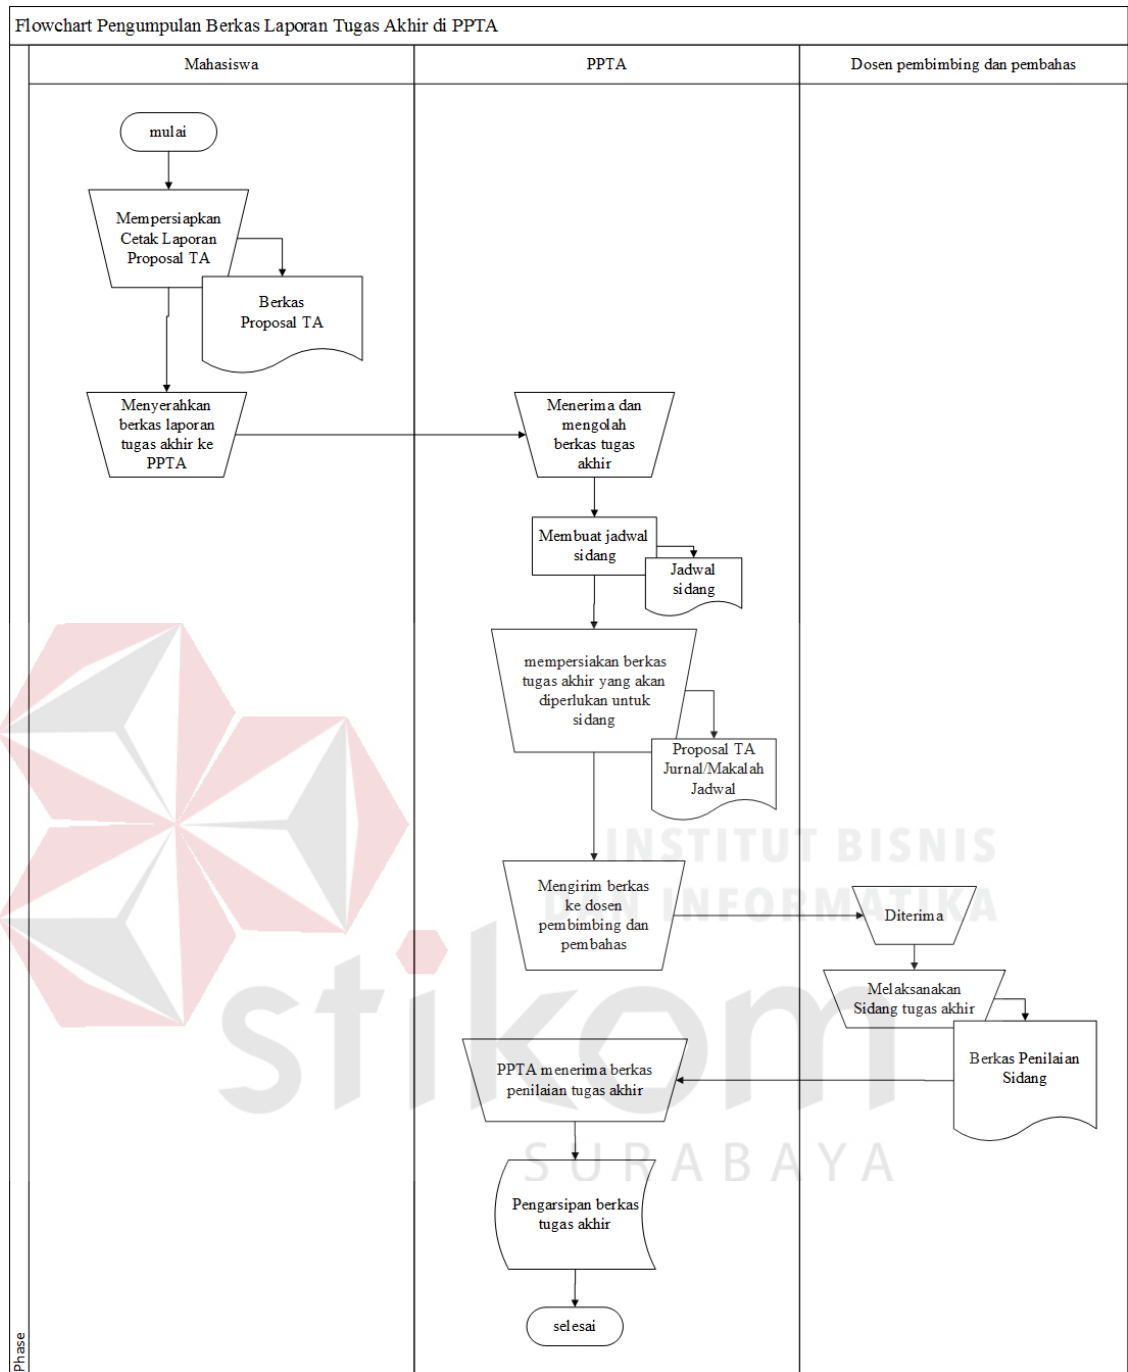 Flowchart Pengumpulan Berkas Laporan Tugas Akhir di PPTA
Mahasiswa
PPTA
Dosen pembimbing dan pembahas
mulai
Mempersiapkan
Cetak Laporan
Proposal TA
Berkas
Proposal TA
Menyerahkan
berkas laporan
tugas akhir ke
PPTA
Menerima dan
mengolah
berkas tugas
akhir
Membuat jadwal
sidang
Jadwal
sidang
mempersiakan berkas
tugas akhir yang akan
diperlukan untuk
sidang
Proposal TA
Jurnal/Makalah
Jadwal
INSTITUT BISNIS
DAN INFORMATIKA
Mengirim berkas
ke dosen
pembimbing dan
pembahas
Diterima
Melaksanakan
Sidang tugas akhir
stikom
Berkas Penilaian
Sidang
PPTA menerima berkas
penilaian tugas akhir
SURABAYA
Pengarsipan berkas
tugas akhir
selesai
Phase